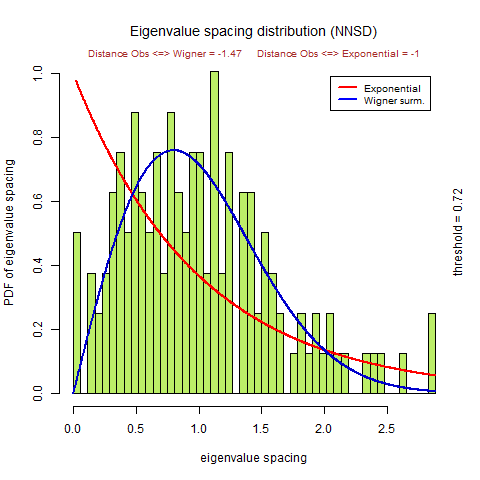 Eigenvalue spacing distribution (NNSD)
Distance Obs <=> Wigner = -1.47 Distance Obs <=> Exponential = -1
Exponential
Wigner surm.
PDF of eigenvalue spacing
1.0
0.8
0.6
0.4
0.2
0.0
threshold = 0.72
0.0 0.5 1.0 1.5 2.0 2.5
eigenvalue spacing